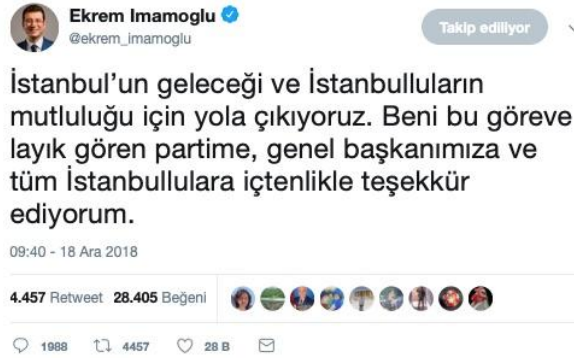 Ekrem Imamoglu
@ekrem_imamoglu
Takip ediliyor
İstanbul’un geleceği ve İstanbulluların
mutluluğu için yola çıkıyoruz. Beni bu göreve
layık gören partime, genel başkanımıza ve
tüm İstanbullulara içtenlikle teşekkür
ediyorum.
09:40 - 18 Ara 2018
4.457 Retweet 28.405 Beğeni
1988 4457 28 B